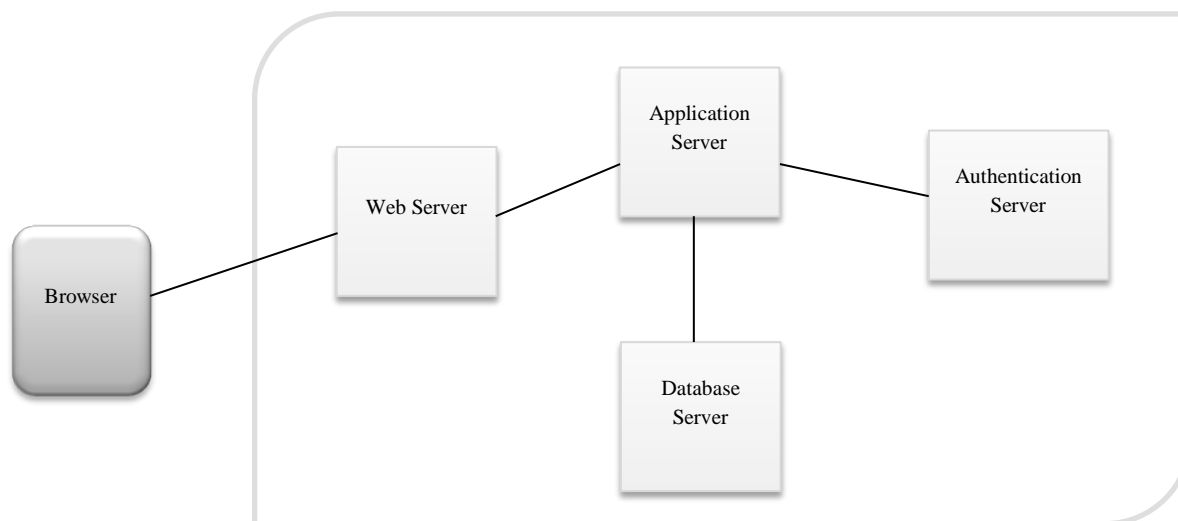 Browser
Web Server
Application
Server
Authentication
Server
Database
Server